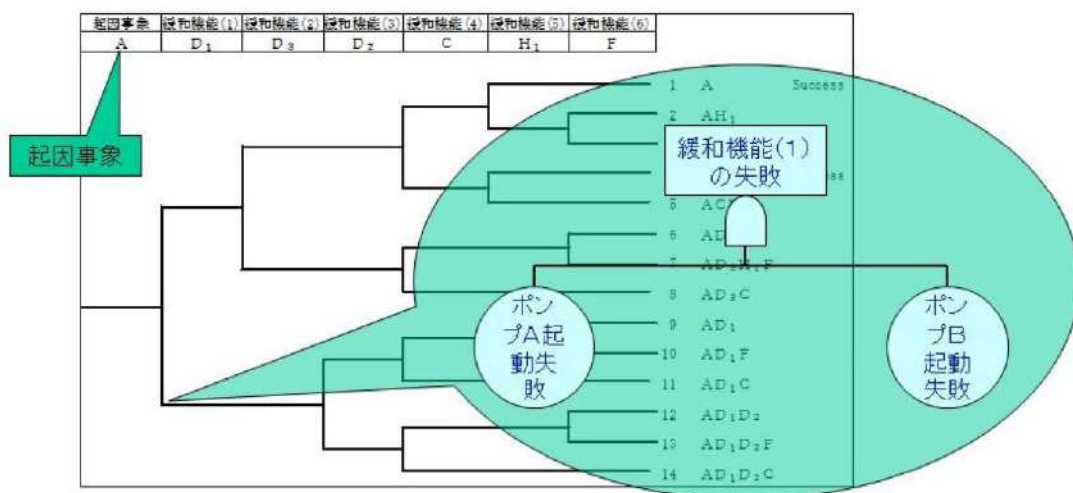 起因事象 緩和機能(1) 緩和機能(2) 緩和機能(3) 緩和機能(4) 緩和機能(5) 緩和機能(6)
A D₁ D₃ D₂ C H₁ F
起因事象
1 A Success
2 AH₁
緩和機能(1)
の失敗
5
6
7
8 AD₃C
ポン
プA起
動失
敗
ポン
プB
起動
失敗
9 AD₁
10 AD₁F
11 AD₁C
12 AD₁D₂
13 AD₁D₂F
14 AD₁D₂C